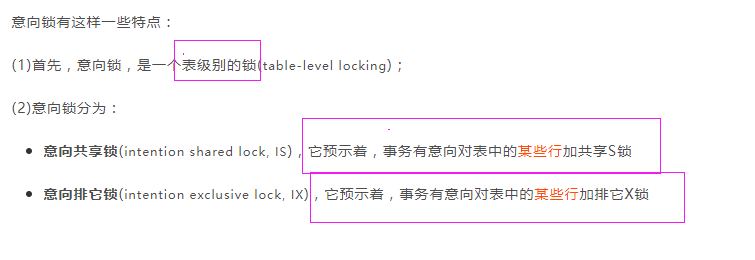 意向锁有这样一些特点：
(1)首先，意向锁，是一个表级别的锁(table-level locking)；
(2)意向锁分为：
• 意向共享锁(intention shared lock, IS)，它预示着，事务有意向对表中的某些行加共享S锁
• 意向排它锁(intention exclusive lock, IX)，它预示着，事务有意向对表中的某些行加排它X锁